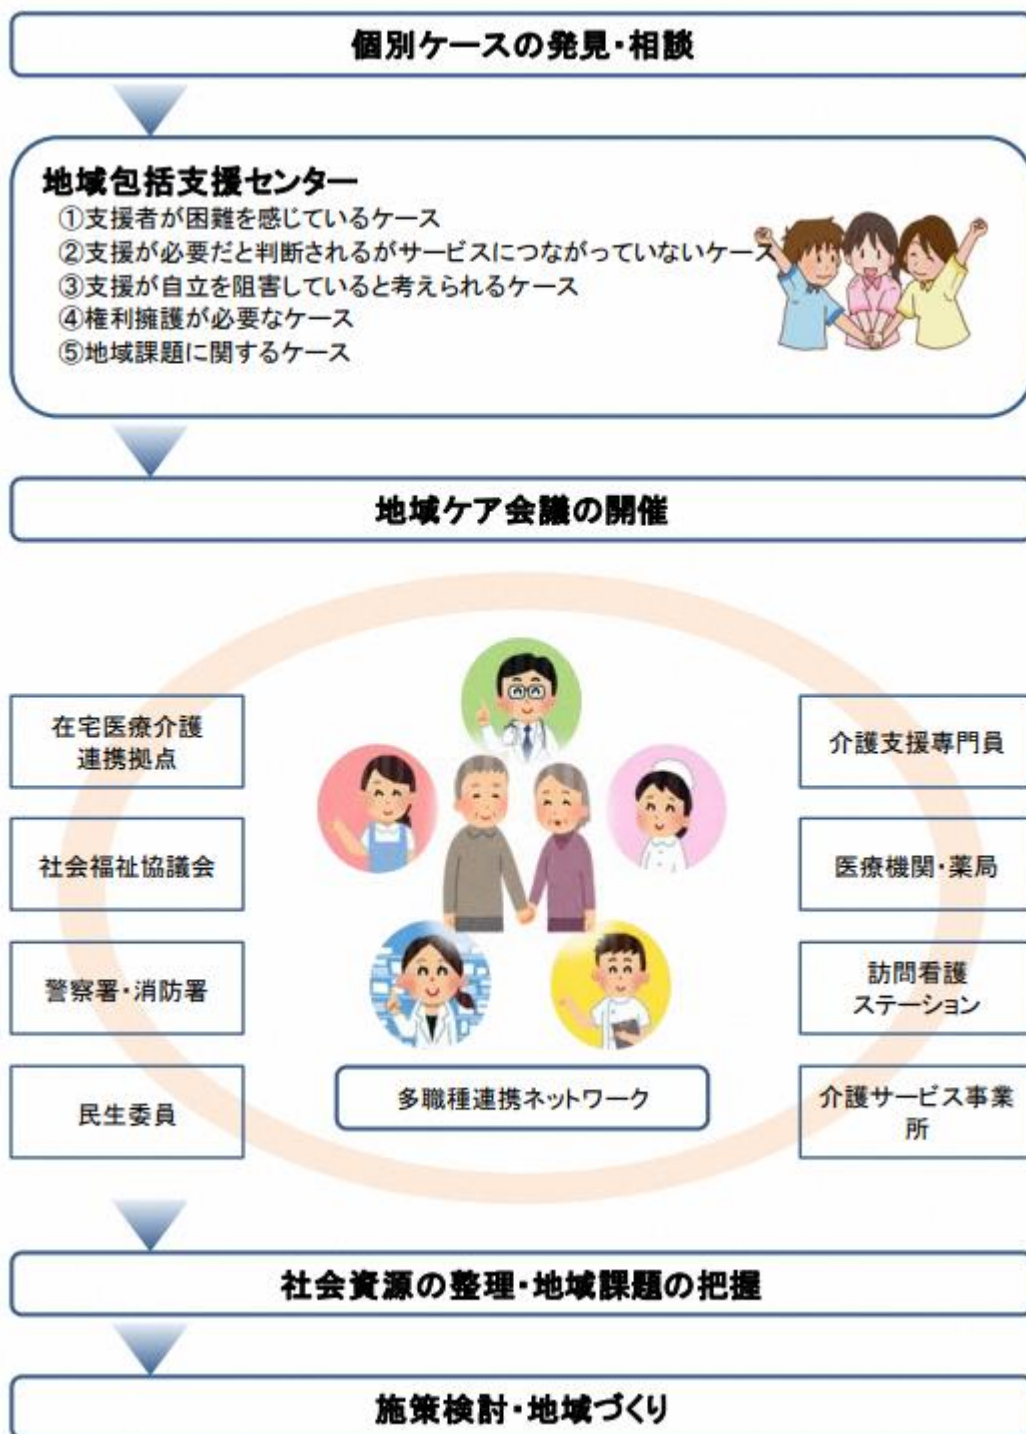 個別ケースの発見・相談
地域包括支援センター
①支援者が困難を感じているケース
②支援が必要だと判断されるがサービスにつながっていないケース
③支援が自立を阻害していると考えられるケース
④権利擁護が必要なケース
⑤地域課題に関するケース
地域ケア会議の開催
在宅医療介護
連携拠点
社会福祉協議会
警察署・消防署
民生委員
介護支援専門員
医療機関・薬局
訪問看護
ステーション
介護サービス事業
所
多職種連携ネットワーク
社会資源の整理・地域課題の把握
施策検討・地域づくり